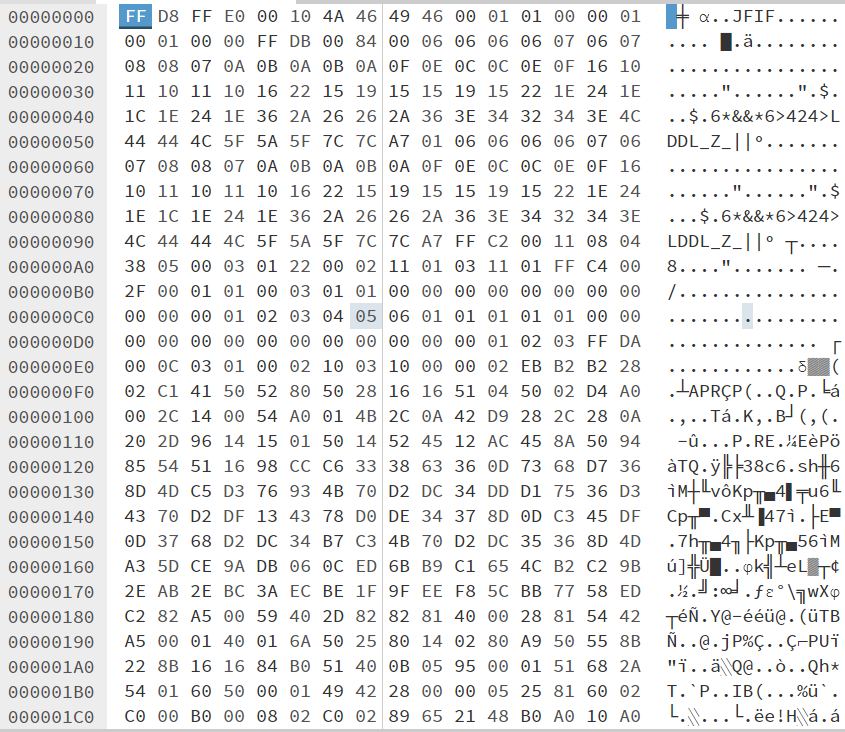 00000000 FF D8 FF E0 00 10 4A 46 49 46 00 01 01 00 00 01 █╪ α..JFIF......
00000010 00 01 00 00 FF DB 00 84 00 06 06 06 06 07 06 07 .... █.ä........
00000020 08 08 07 0A 0B 0A 0B 0A 0F 0E 0C 0C 0E 0F 16 10 ................
00000030 11 10 11 10 16 22 15 19 15 15 19 15 22 1E 24 1E ....."......".$.
00000040 1C 1E 24 1E 36 2A 26 26 2A 36 3E 34 32 34 3E 4C ..$.6*&&*6>424>L
00000050 44 44 4C 5F 5A 5F 7C 7C A7 01 06 06 06 06 07 06 DDL_Z_||º.......
00000060 07 08 08 07 0A 0B 0A 0B 0A 0F 0E 0C 0C 0E 0F 16 ................
00000070 10 11 10 11 10 16 22 15 19 15 15 19 15 22 1E 24 ......"......".$
00000080 1E 1C 1E 24 1E 36 2A 26 26 2A 36 3E 34 32 34 3E ...$.6*&&*6>424>
00000090 4C 44 44 4C 5F 5A 5F 7C 7C A7 FF C2 00 11 08 04 LDDL_Z_||º ┬....
000000A0 38 05 00 03 01 22 00 02 11 01 03 11 01 FF C4 00 8....“....... ─.
000000B0 2F 00 01 01 00 03 01 01 00 00 00 00 00 00 00 00 /...............
000000C0 00 00 00 01 02 03 04 05 06 01 01 01 01 01 00 00 ................
000000D0 00 00 00 00 00 00 00 00 00 00 01 02 03 FF DA .............. ┌
000000E0 00 0C 03 01 00 02 10 03 10 00 00 02 EB B2 B2 28 ............δ▓▓(
000000F0 02 C1 41 50 52 80 50 28 16 16 51 04 50 02 D4 A0 .┴APRÇP(..Q.P.╘á
00000100 00 2C 14 00 54 A0 01 4B 2C 0A 42 D9 28 2C 28 0A .,..Tá.K,.B┘(,(.
00000110 20 2D 96 14 15 01 50 14 52 45 12 AC 45 8A 50 94 -û...P.RE.¼EèPö
00000120 85 54 51 16 98 CC C6 33 38 63 36 0D 73 68 D7 36 àTQ.ÿ╠╞38c6.sh╫6
00000130 8D 4D C5 D3 76 93 4B 70 D2 DC 34 DD D1 75 36 D3 ìM┼╙vôKp╥▄4▌╤u6╙
00000140 43 70 D2 DF 13 43 78 D0 DE 34 37 8D 0D C3 45 DF Cp╥▀.Cx╨▐47ì.├E▀
00000150 0D 37 68 D2 DC 34 B7 C3 4B 70 D2 DC 35 36 8D 4D .7h╥▄4╖├Kp╥▄56ìM
00000160 A3 5D CE 9A DB 06 0C ED 6B B9 C1 65 4C B2 C2 9B ú]╬Ü█..φk╣┴eL▓┬¢
00000170 2E AB 2E BC 3A EC BE 1F 9F EE F8 5C BB 77 58 ED .½.╝:∞╛.ƒε°\╗wXφ
00000180 C2 82 A5 00 59 40 2D 82 82 81 40 00 28 81 54 42 ┬éÑ.Y@-ééü@.(üTB
00000190 A5 00 01 40 01 6A 50 25 80 14 02 80 A9 50 55 8B Ñ..@.jP%Ç..Ç⌐PUï
000001A0 22 8B 16 16 84 B0 51 40 0B 05 95 00 01 51 68 2A "ï..ä░Q@..ò..Qh*
000001B0 54 01 60 50 00 01 49 42 28 00 00 05 25 81 60 02 T.`P..IB(...%ü`.
000001C0 C0 00 B0 00 08 02 C0 02 89 65 21 48 B0 A0 10 A0 └.░...└.ëe!H░á.á